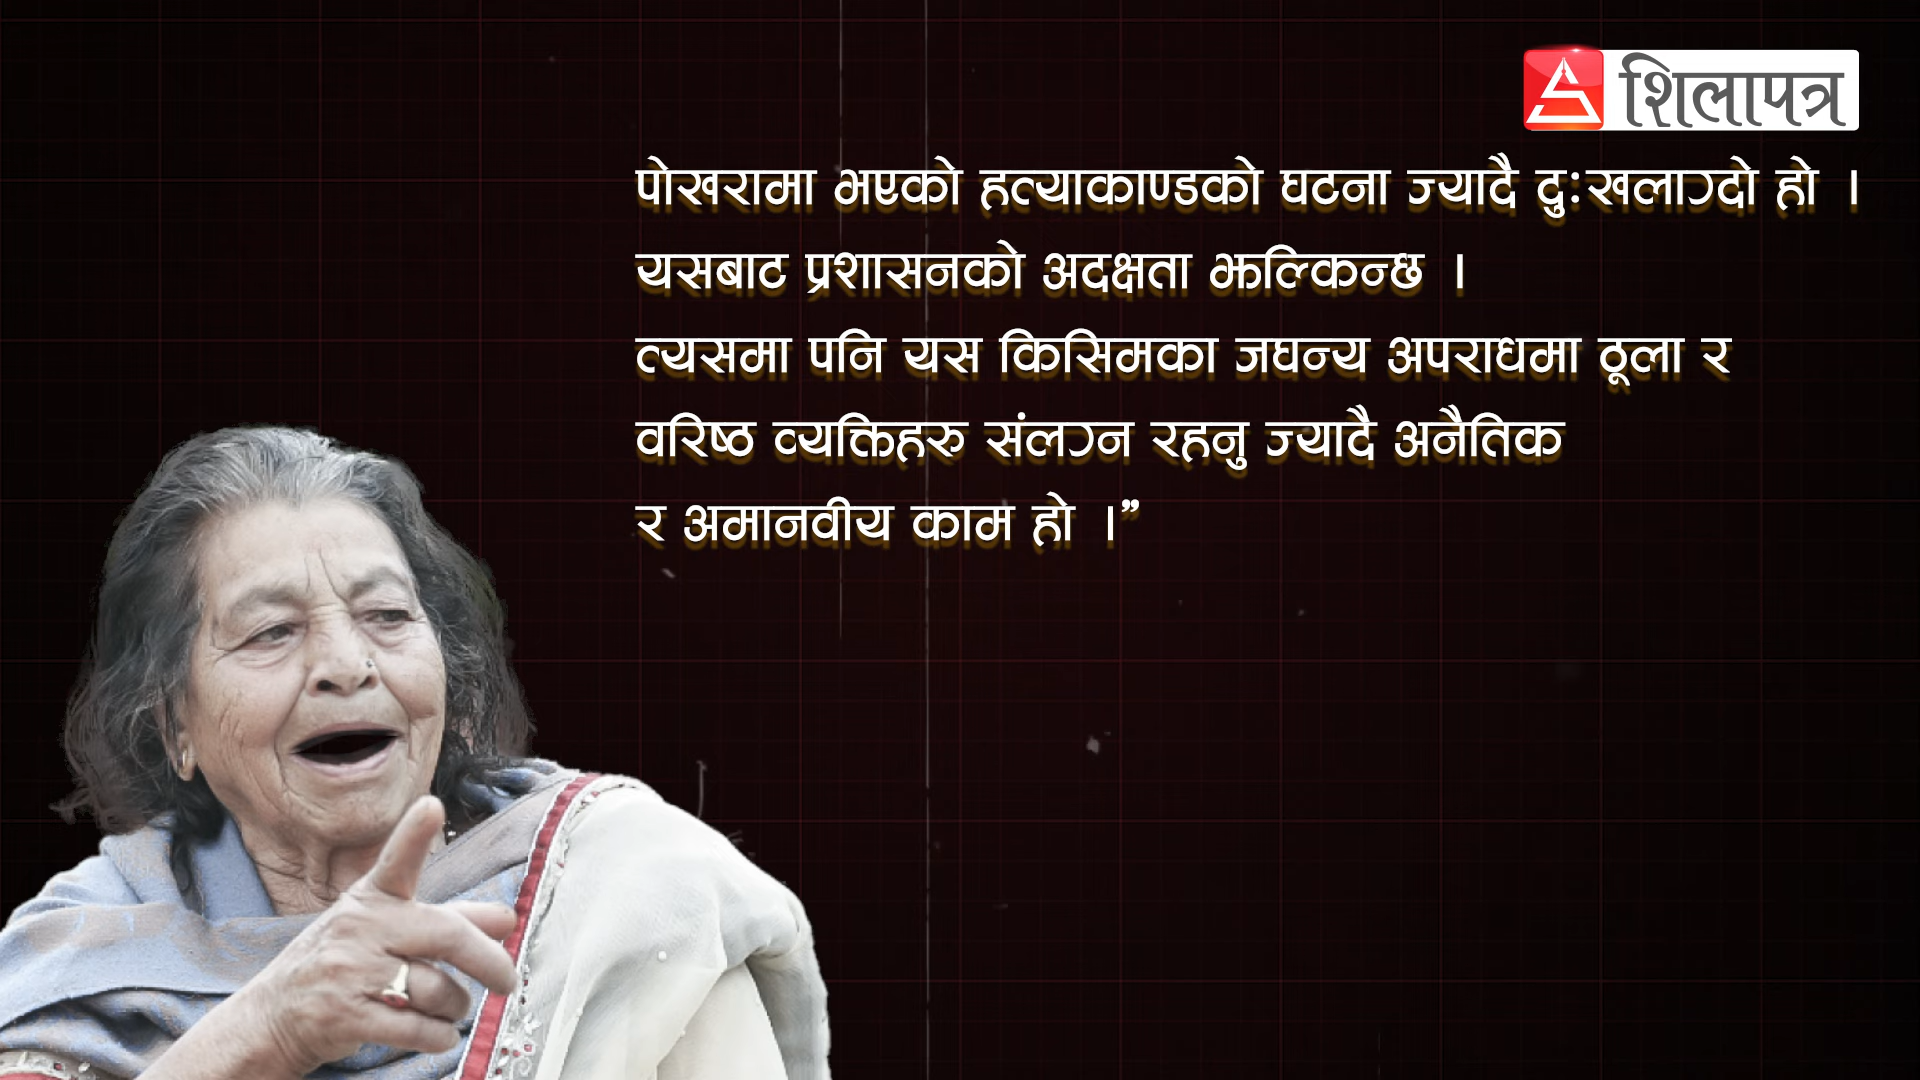 शिलापत्र
पोखरामा भएको हत्याकाण्डको घटना ज्यादै दुःखलाग्दो हो ।
यसबाट प्रशासनको अदक्षता झल्किन्छ ।
त्यसमा पनि यस किसिमका जघन्य अपराधमा ठूला र
वरिष्ठ व्यक्तिहरु संलग्न रहनु ज्यादै अनैतिक
र अमानवीय काम हो ।”